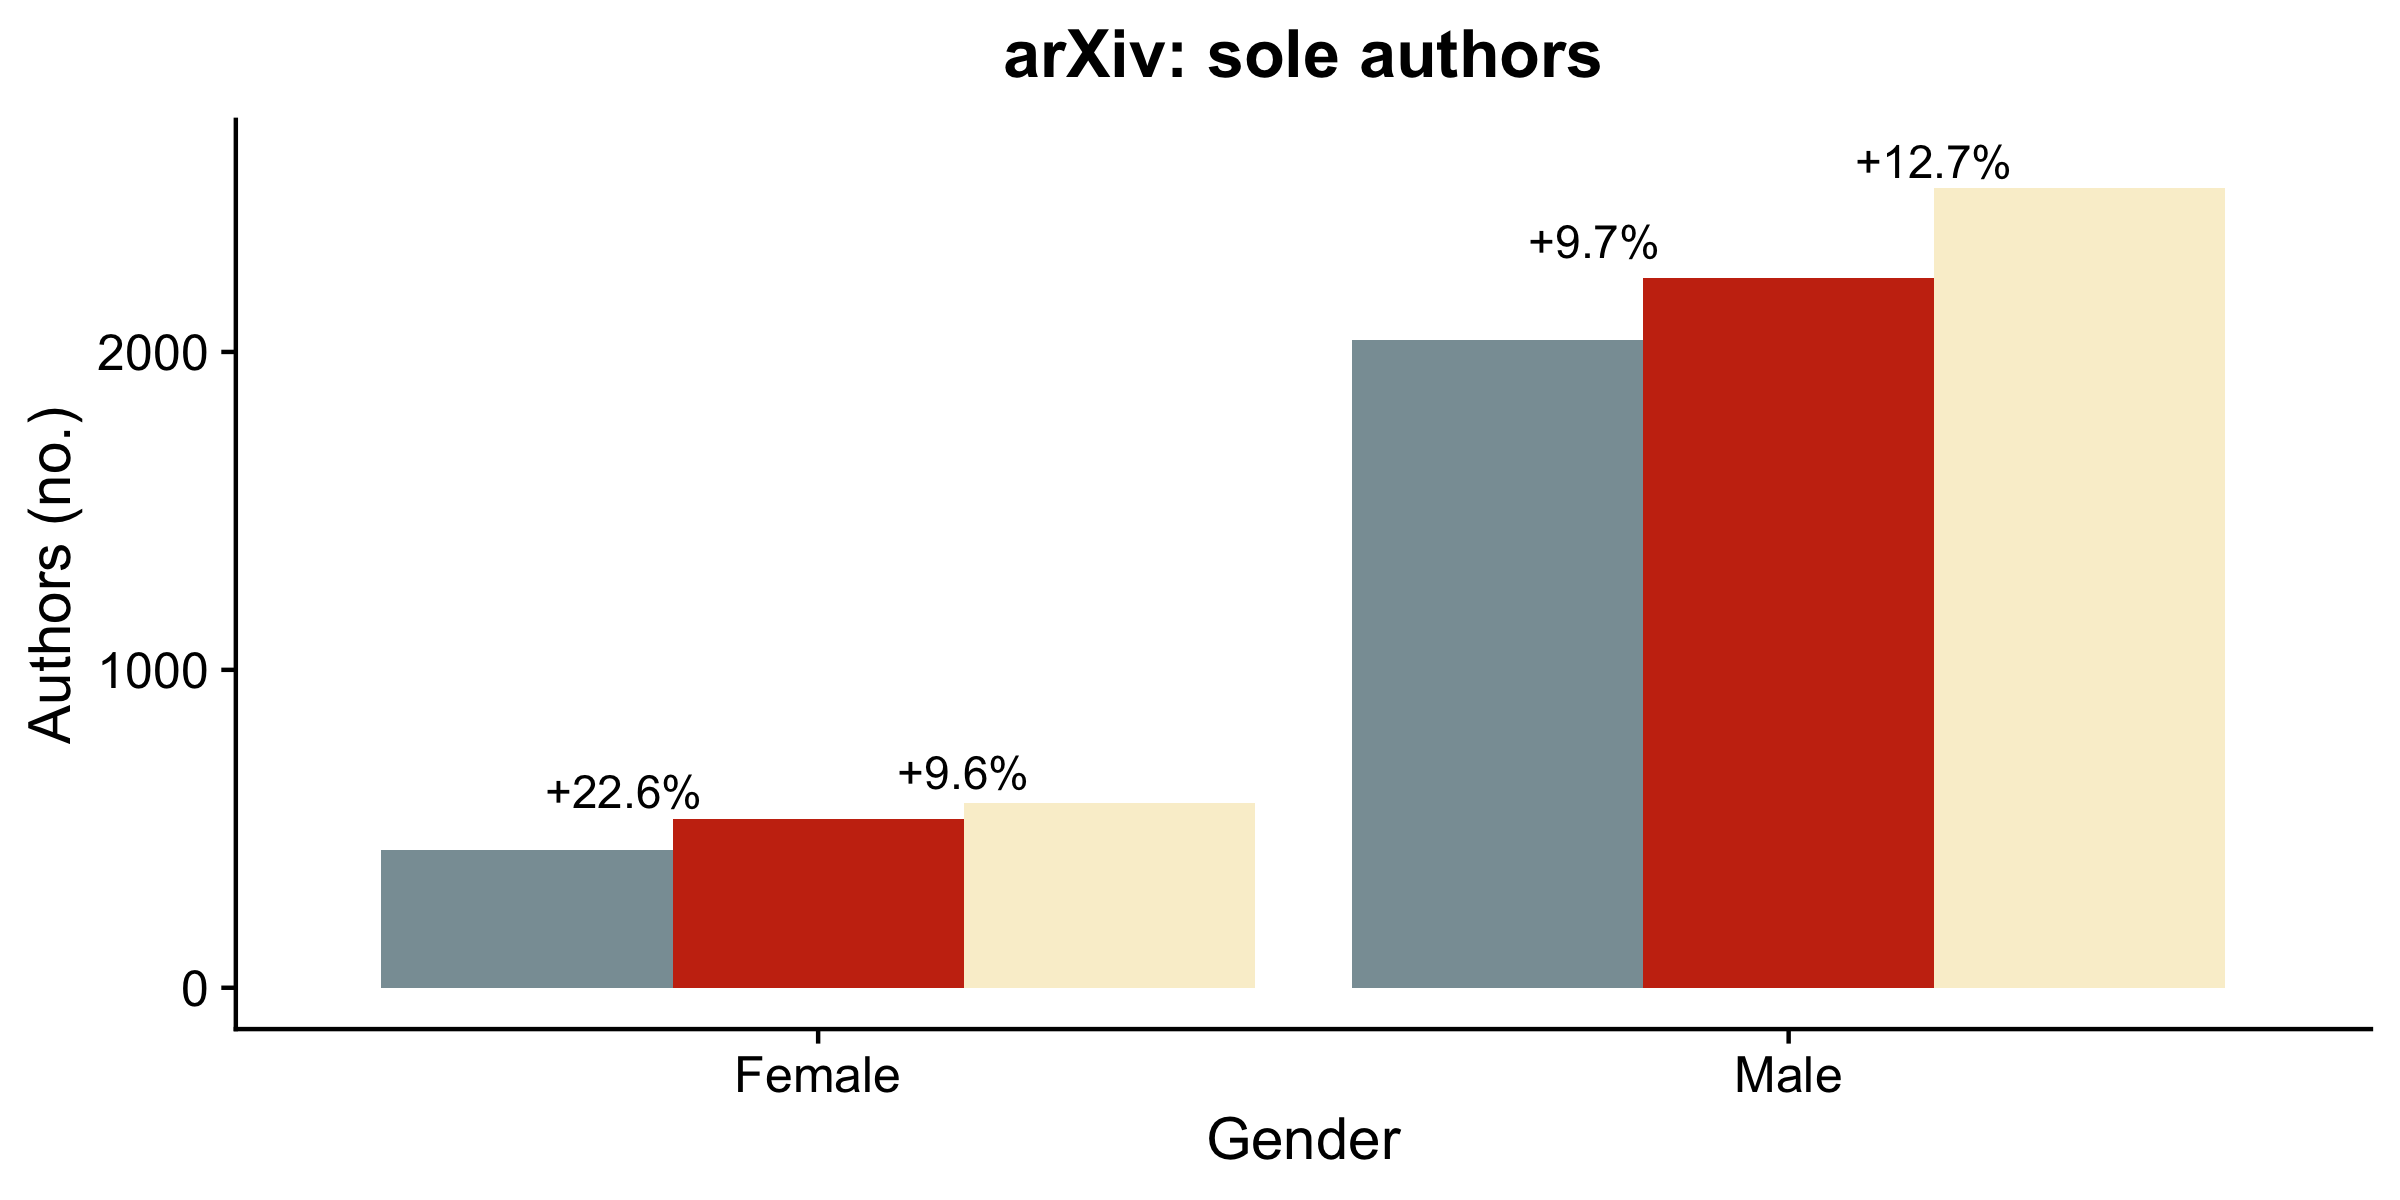 arXiv: sole authors
+12.7%
+9.7%
2000
Authors (no.)
1000
+22.6%
+9.6%
0
Female
Male
Gender